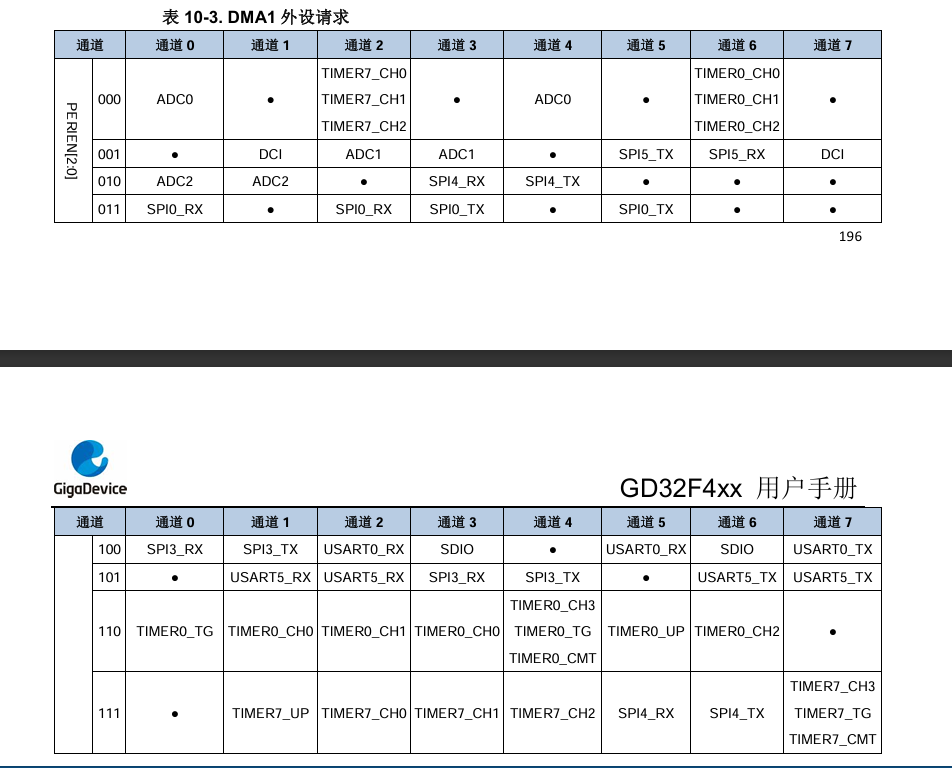 表 10-3. DMA1 外设请求
通道 通道 0 通道 1 通道 2 通道 3 通道 4 通道 5 通道 6 通道 7
PERIEN[2:0]
000 ADC0 ● TIMER7_CH0 TIMER7_CH1 TIMER7_CH2 ● ADC0 ● TIMER0_CH0 TIMER0_CH1 TIMER0_CH2 ●
001 ● DCI ADC1 ADC1 ● SPI5_TX SPI5_RX DCI
010 ADC2 ADC2 ● SPI4_RX SPI4_TX ● ● ●
011 SPI0_RX ● SPI0_RX SPI0_TX ● SPI0_TX ● ●
196
GigaDevice
GD32F4xx 用户手册
通道 通道 0 通道 1 通道 2 通道 3 通道 4 通道 5 通道 6 通道 7
100 SPI3_RX SPI3_TX USART0_RX SDIO ● USART0_RX SDIO USART0_TX
101 ● USART5_RX USART5_RX SPI3_RX SPI3_TX ● USART5_TX USART5_TX
110 TIMER0_TG TIMER0_CH0 TIMER0_CH1 TIMER0_CH0 TIMER0_CH3 TIMER0_TG TIMER0_CMT TIMER0_UP TIMER0_CH2 ●
111 ● TIMER7_UP TIMER7_CH0 TIMER7_CH1 TIMER7_CH2 SPI4_RX SPI4_TX TIMER7_CH3 TIMER7_TG TIMER7_CMT